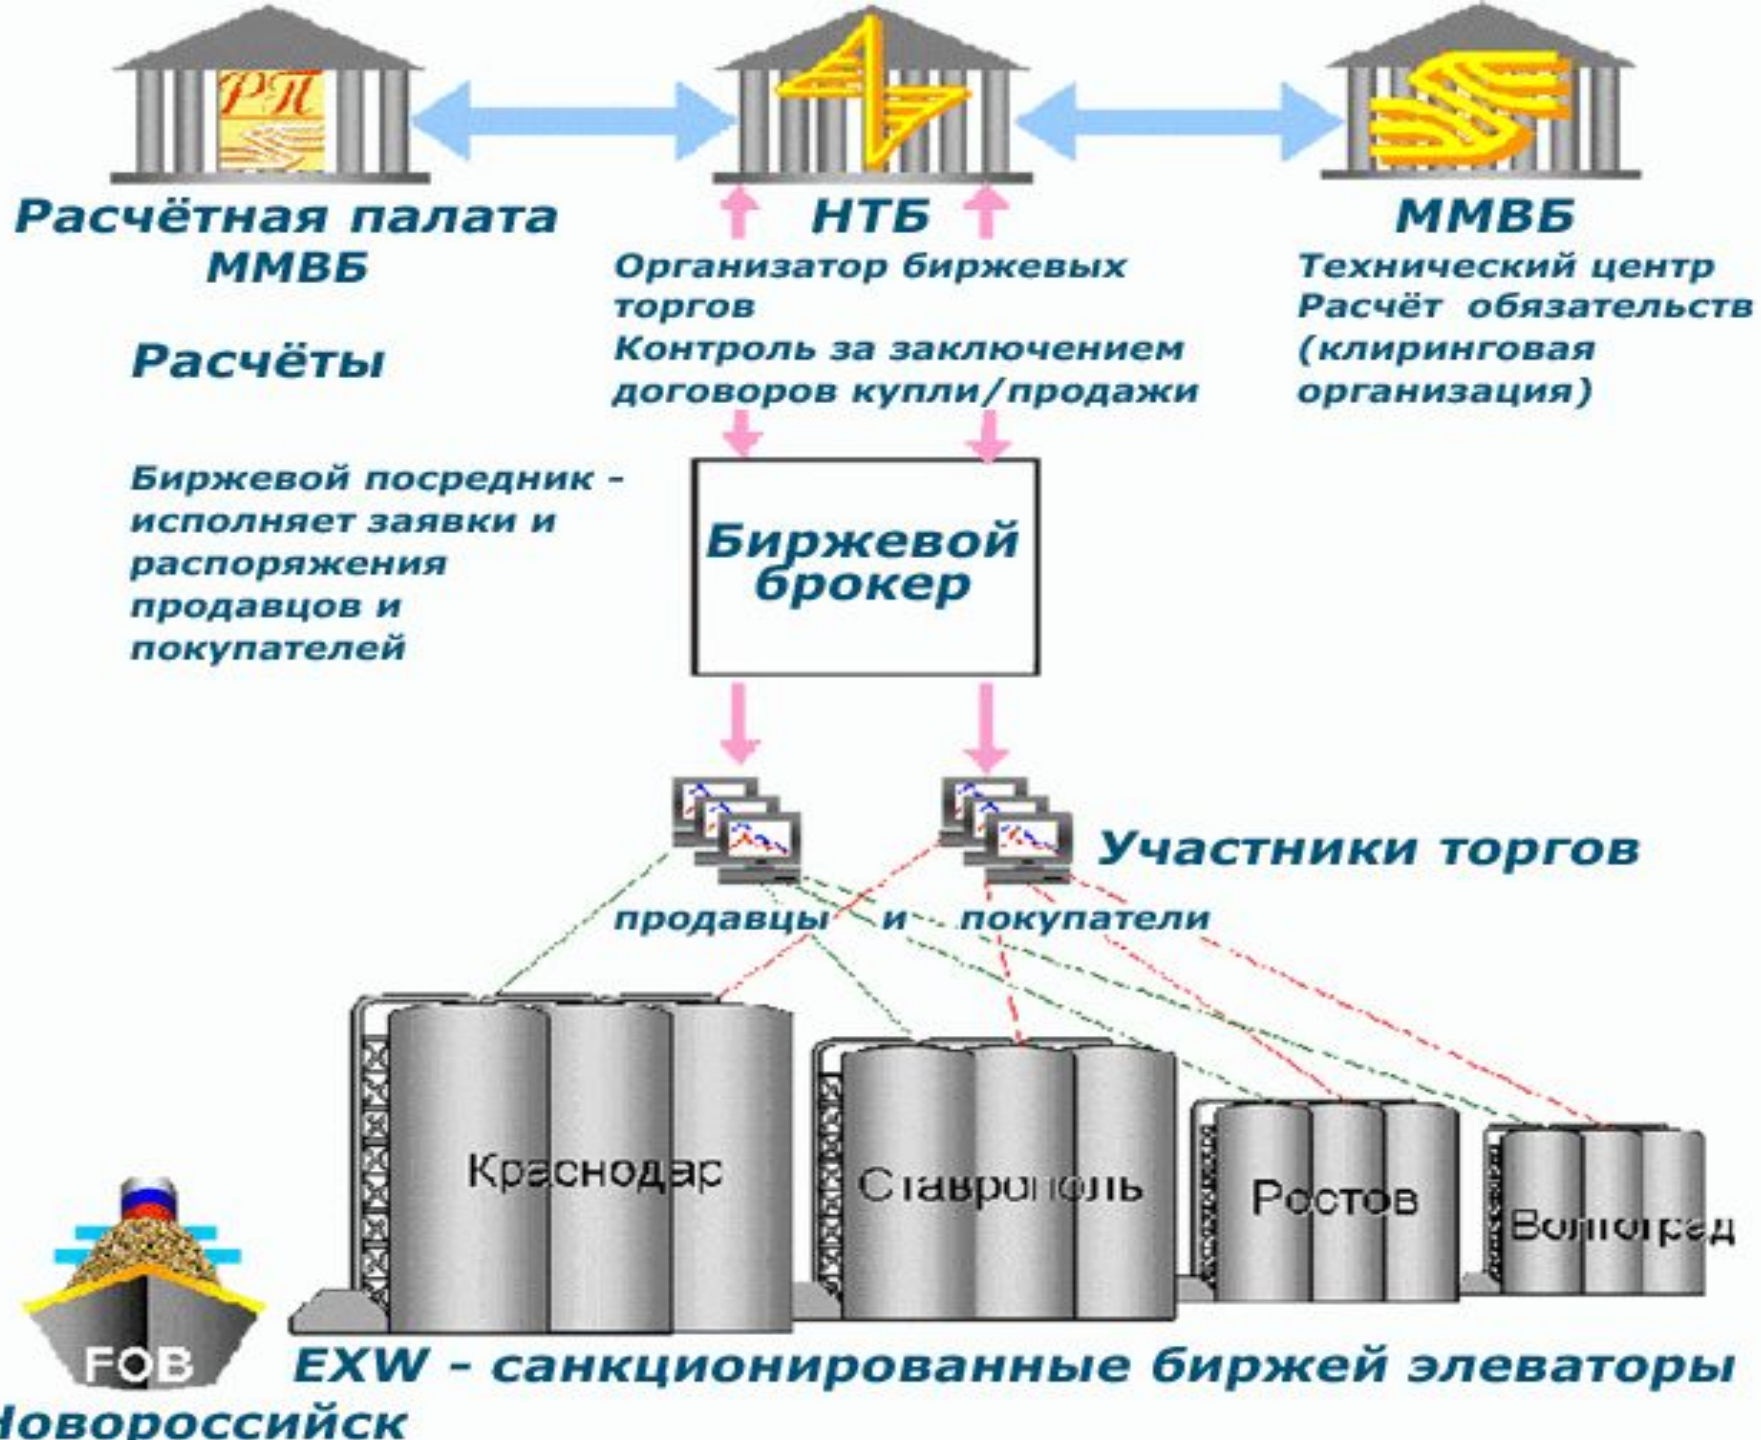 РП
Расчётная палата
ММВБ
Расчёты
НТБ
Организатор биржевых
торгов
Контроль за заключением
договоров купли/продажи
ММВБ
Технический центр
Расчёт обязательств
(клиринговая
организация)
Биржевой посредник -
исполняет заявки и
распоряжения
продавцов и
покупателей
Биржевой
брокер
Участники торгов
продавцы и покупатели
Краснодар
Ставрополь
Ростов
Волгоград
FOB
EXW - санкционированные биржей элеваторы
Новороссийск